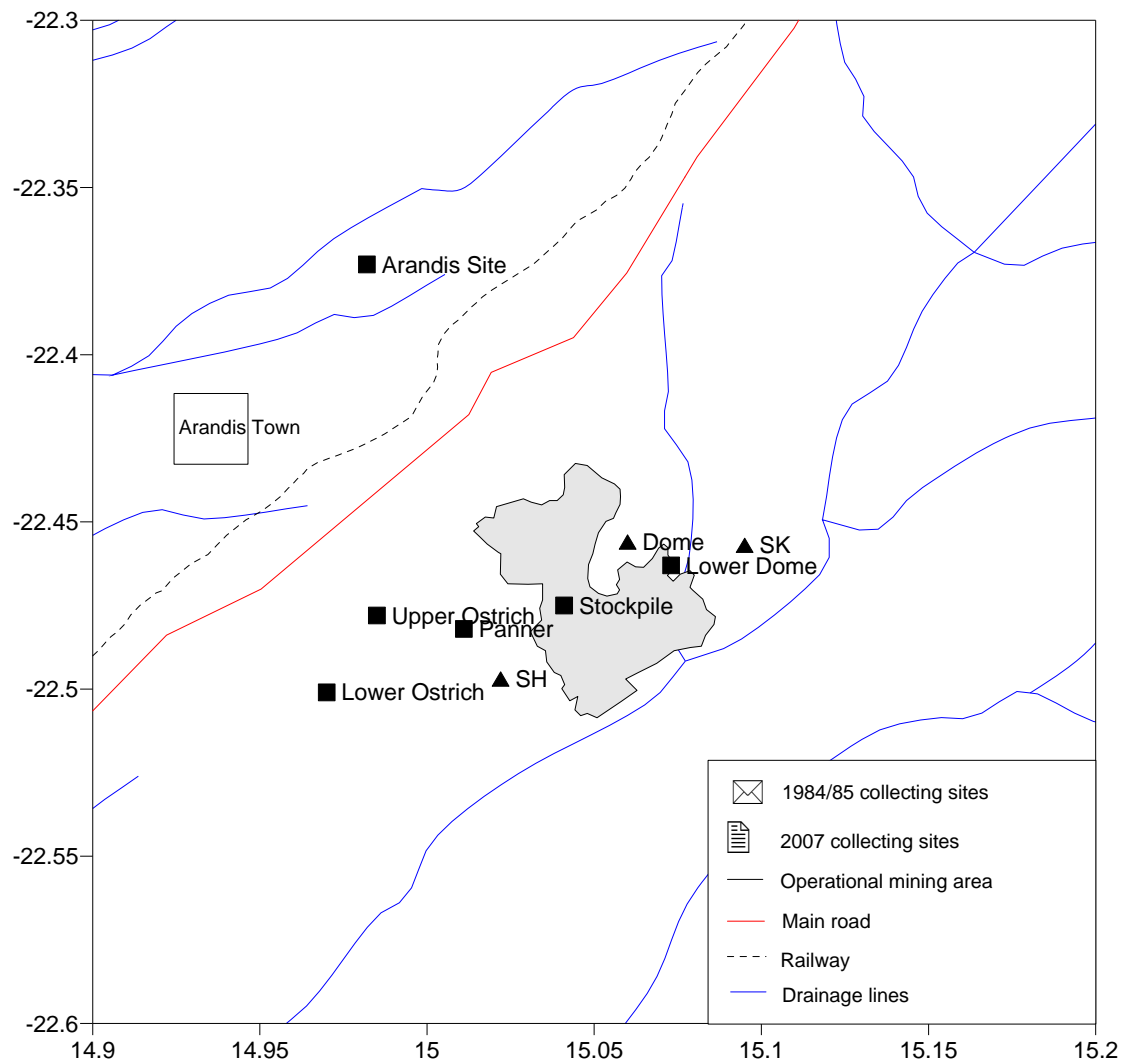 -22.3
-22.35
Arandis Site
-22.4
Arandis Town
-22.45
Dome
SK
Lower Dome
Stockpile
Upper Ostrich
Panner
SH
-22.5
Lower Ostrich
1984/85 collecting sites
2007 collecting sites
-22.55
Operational mining area
Main road
Railway
Drainage lines
-22.6
14.9
14.95
15
15.05
15.1
15.15
15.2